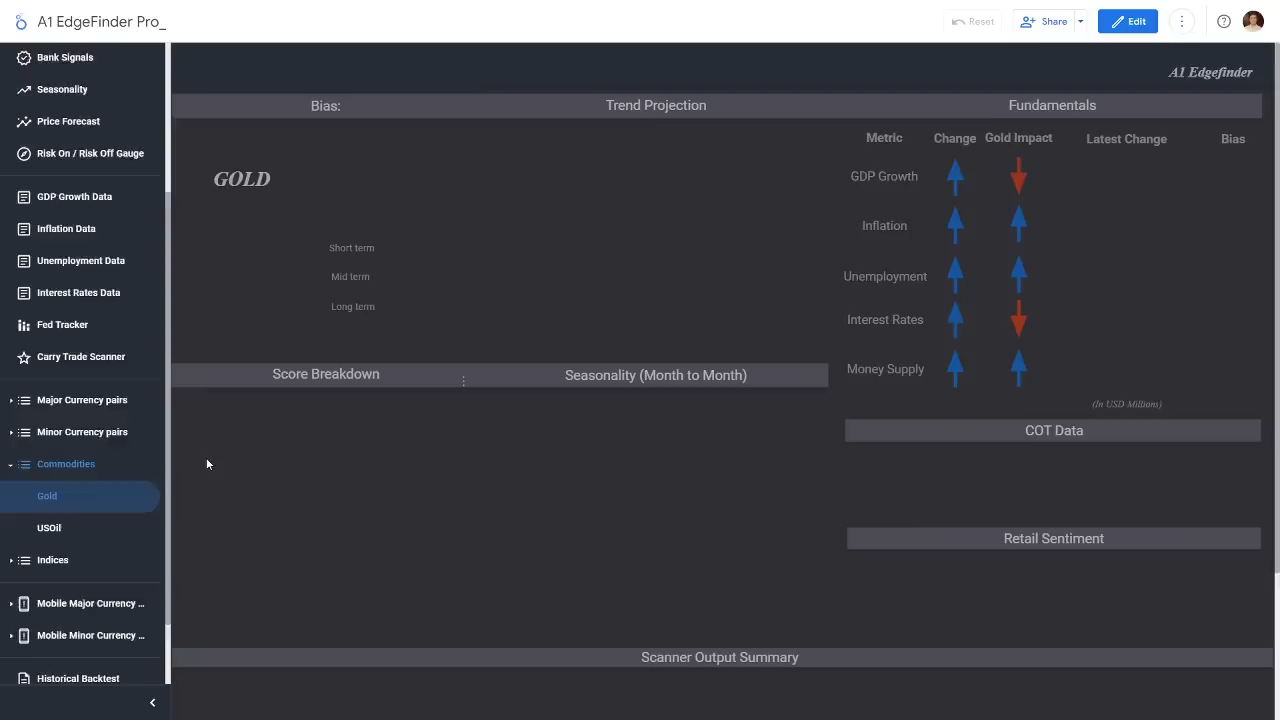 A1 EdgeFinder Pro_
Reset
Share
Edit
Bank Signals
Seasonality
Price Forecast
Risk On / Risk Off Gauge
GDP Growth Data
Inflation Data
Unemployment Data
Interest Rates Data
Fed Tracker
Carry Trade Scanner
Major Currency pairs
Minor Currency pairs
Commodities
Gold
USOil
Indices
Mobile Major Currency ...
Mobile Minor Currency ...
Historical Backtest
A1 Edgefinder
Bias:
Trend Projection
Fundamentals
GOLD
Short term
Mid term
Long term
Metric Change Gold Impact Latest Change Bias
GDP Growth
Inflation
Unemployment
Interest Rates
Money Supply
(In USD Millions)
Score Breakdown
Seasonality (Month to Month)
COT Data
Retail Sentiment
Scanner Output Summary